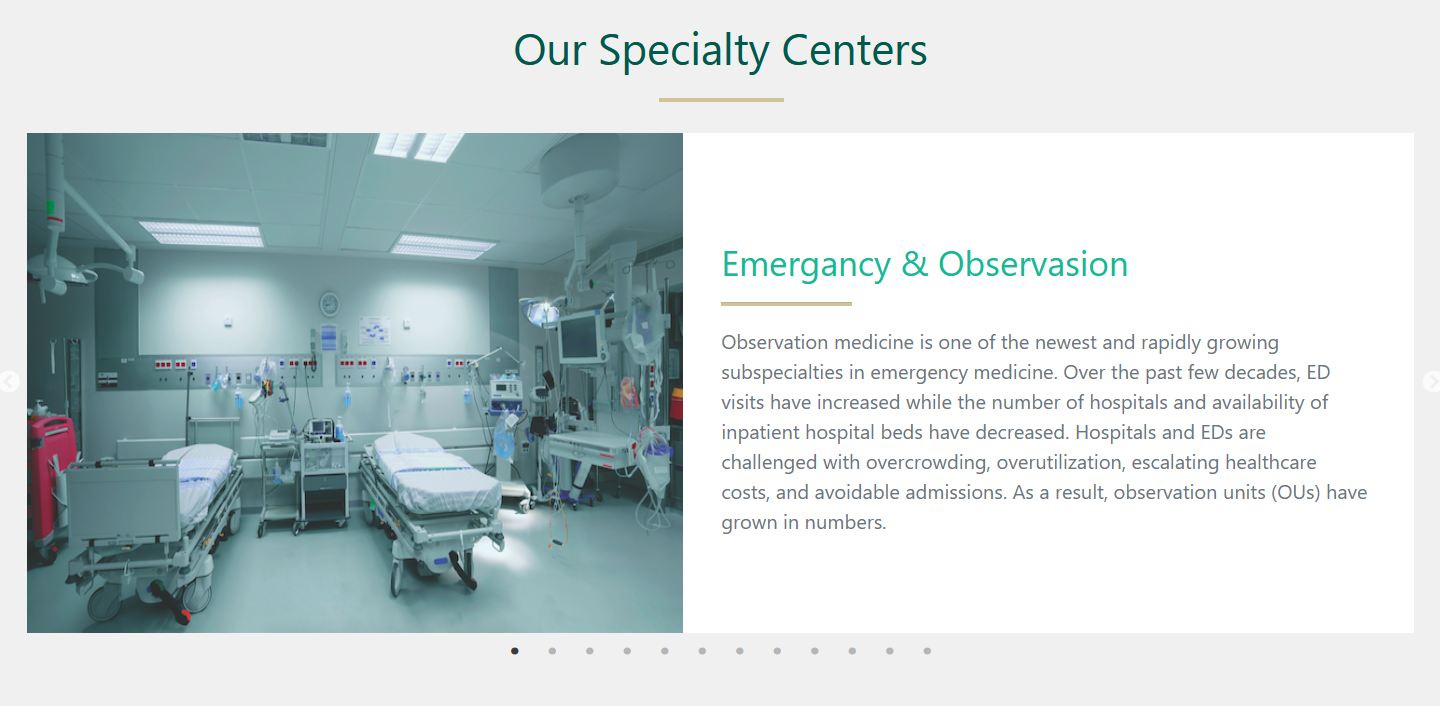 Our Specialty Centers
Emergancy & Observasion
Observation medicine is one of the newest and rapidly growing
subspecialties in emergency medicine. Over the past few decades, ED
visits have increased while the number of hospitals and availability of
inpatient hospital beds have decreased. Hospitals and EDs are
challenged with overcrowding, overutilization, escalating healthcare
costs, and avoidable admissions. As a result, observation units (OUs) have
grown in numbers.